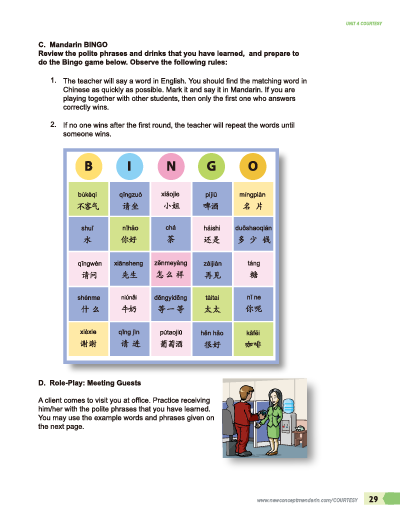 UNIT 4 COURTESY
C. Mandarin BINGO
Review the polite phrases and drinks that you have learned, and prepare to
do the Bingo game below. Observe the following rules:
1. The teacher will say a word in English. You should find the matching word in
Chinese as quickly as possible. Mark it and say it in Mandarin. If you are
playing together with other students, then only the first one who answers
correctly wins.
2. If no one wins after the first round, the teacher will repeat the words until
someone wins.
B I N G O
búkèqi qǐngzuò xiǎojie píjiǔ míngpiàn
不客气 请坐 小姐 啤酒 名片
shuǐ nǐhǎo chá háishi duōshaoqián
水 你好 茶 还是 多少钱
qǐngwèn xiānsheng zěnmeyàng zàijiàn táng
请问 先生 怎么样 再见 糖
shénme niúnǎi děngyiděng tàitai nǐ ne
什么 牛奶 等一等 太太 你呢
xièxie qǐng jìn pútaojiǔ hěn hǎo kāfēi
谢谢 请进 葡萄酒 很好 咖啡
D. Role-Play: Meeting Guests
A client comes to visit you at office. Practice receiving
him/her with the polite phrases that you have learned.
You may use the example words and phrases given on
the next page.
www.newconceptmandarin.com/COURTESY 29